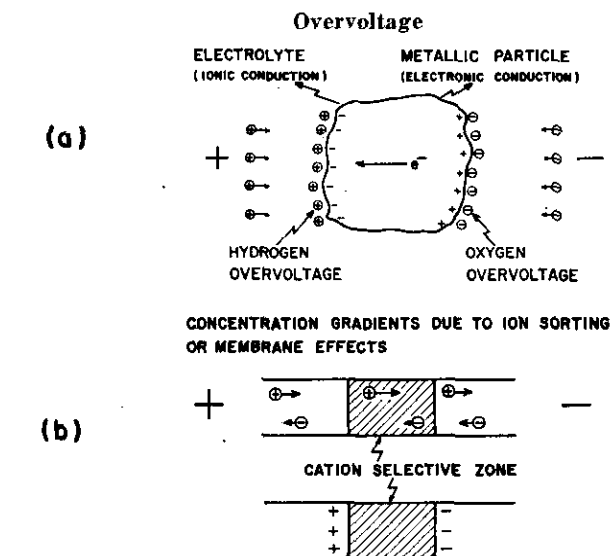 Overvoltage
ELECTROLYTE
(IONIC CONDUCTION)
METALLIC PARTICLE
(ELECTRONIC CONDUCTION)
(a)
+
e⁻
—
HYDROGEN
OVERVOLTAGE
OXYGEN
OVERVOLTAGE
CONCENTRATION GRADIENTS DUE TO ION SORTING
OR MEMBRANE EFFECTS
+
—
(b)
CATION SELECTIVE ZONE